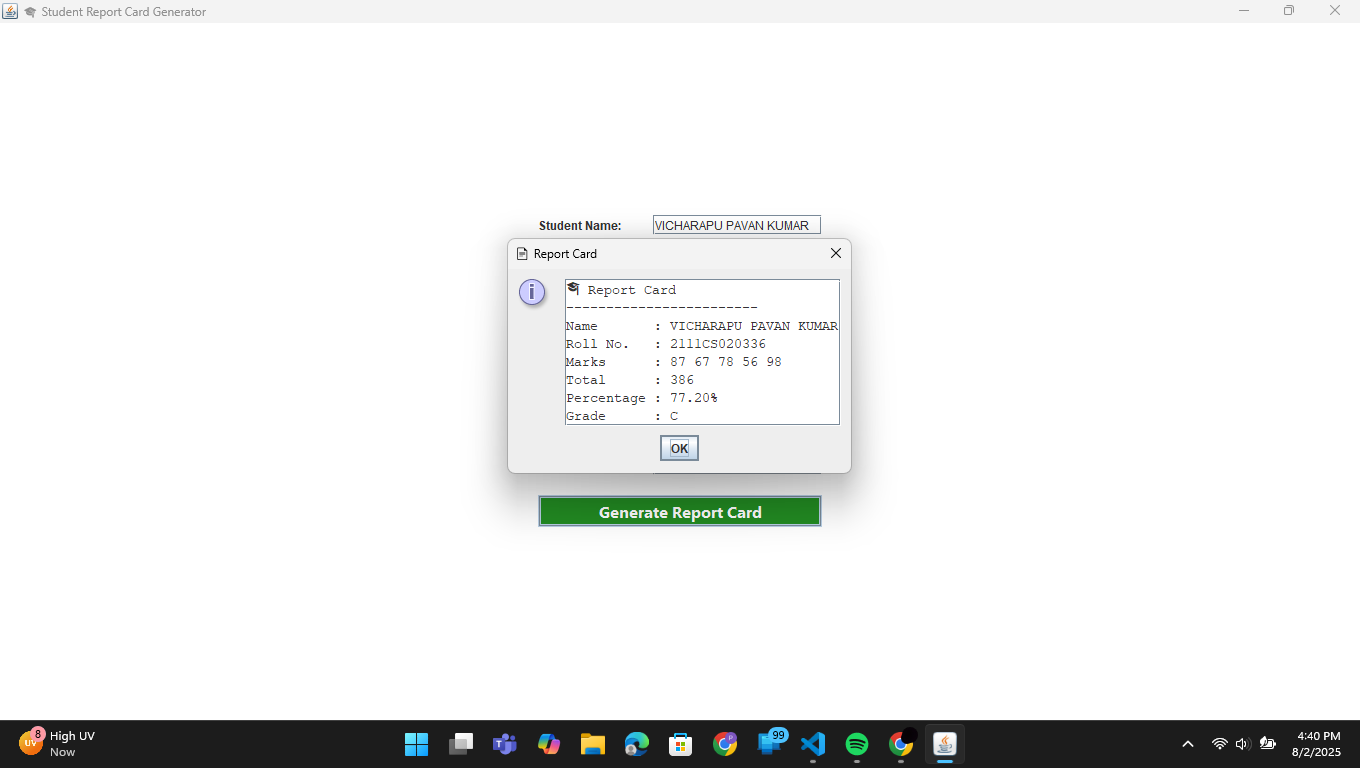 Student Report Card Generator
Student Name: VICHARAPU PAVAN KUMAR
Report Card
i
Report Card
------------------------
Name       : VICHARAPU PAVAN KUMAR
Roll No.   : 2111CS020336
Marks      : 87 67 78 56 98
Total      : 386
Percentage : 77.20%
Grade      : C
OK
Generate Report Card
UV 8 High UV
Now
99
4:40 PM
8/2/2025